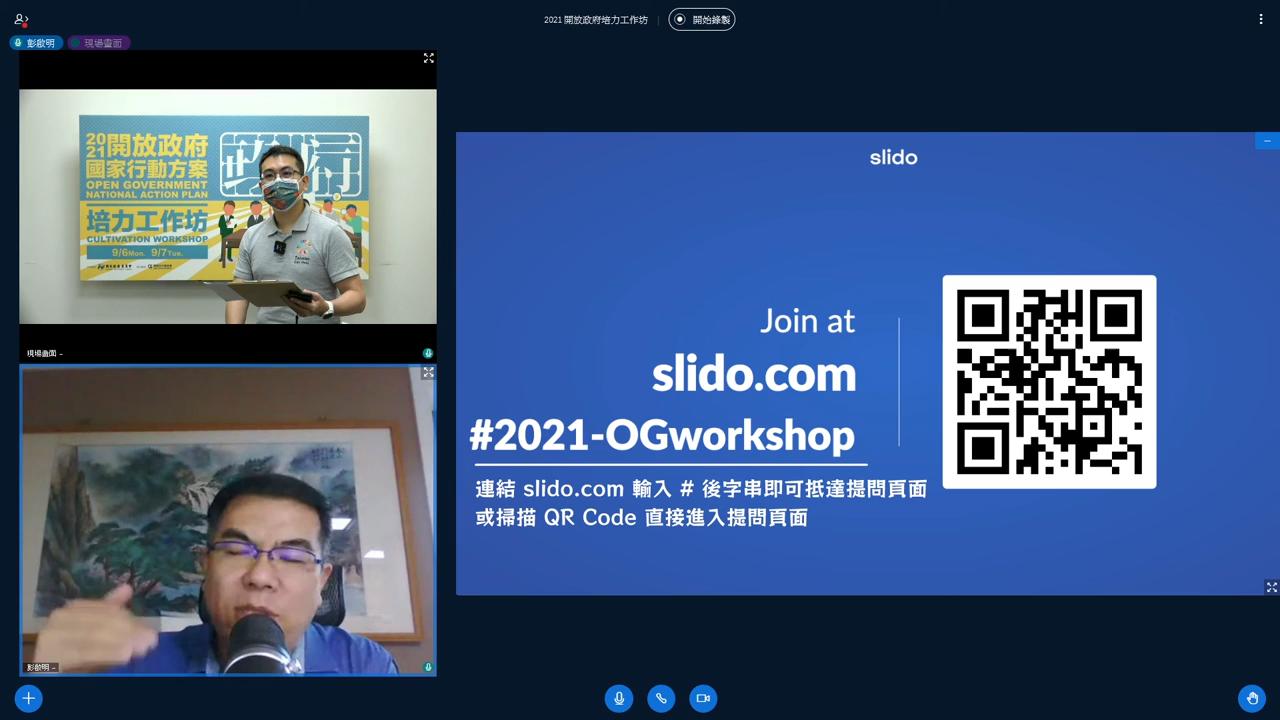 2021 開放政府培力工作坊
開始錄製
彭啟明
現場畫面
2021開放政府
國家行動方案
OPEN GOVERNMENT
NATIONAL ACTION PLAN
培力工作坊
CULTIVATION WORKSHOP
9/6Mon. 9/7Tue.
現場畫面
彭啟明
slido
Join at
slido.com
#2021-OGworkshop
連結 slido.com 輸入 # 後字串即可抵達提問頁面
或掃描 QR Code 直接進入提問頁面